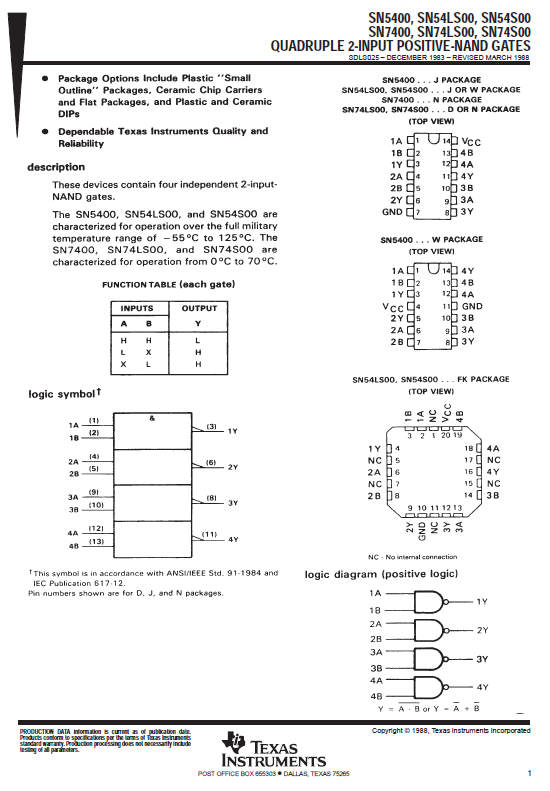 SN5400, SN54LS00, SN54S00
SN7400, SN74LS00, SN74S00
QUADRUPLE 2-INPUT POSITIVE-NAND GATES
SDLS025 – DECEMBER 1983 – REVISED MARCH 1988
● Package Options Include Plastic "Small
Outline" Packages, Ceramic Chip Carriers
and Flat Packages, and Plastic and Ceramic
DIPs
● Dependable Texas Instruments Quality and
Reliability
description
These devices contain four independent 2-input-
NAND gates.
The SN5400, SN54LS00, and SN54S00 are
characterized for operation over the full military
temperature range of −55°C to 125°C. The
SN7400, SN74LS00, and SN74S00 are
characterized for operation from 0°C to 70°C.
FUNCTION TABLE (each gate)
INPUTS OUTPUT
A B Y
H H L
L X H
X L H
logic symbol†
&
1A (1)
1B (2)
(3) 1Y
2A (4)
2B (5)
(6) 2Y
3A (9)
3B (10)
(8) 3Y
4A (12)
4B (13)
(11) 4Y
†This symbol is in accordance with ANSI/IEEE Std. 91-1984 and
IEC Publication 617-12.
Pin numbers shown are for D, J, and N packages.
SN5400 . . . J PACKAGE
SN54LS00, SN54S00 . . . J OR W PACKAGE
SN7400 . . . N PACKAGE
SN74LS00, SN74S00 . . . D OR N PACKAGE
(TOP VIEW)
1A 1 14 VCC
1B 2 13 4B
1Y 3 12 4A
2A 4 11 4Y
2B 5 10 3B
2Y 6 9 3A
GND 7 8 3Y
SN5400 . . . W PACKAGE
(TOP VIEW)
1A 1 14 4Y
1B 2 13 4B
1Y 3 12 4A
VCC 4 11 GND
2Y 5 10 3B
2A 6 9 3A
2B 7 8 3Y
SN54LS00, SN54S00 . . . FK PACKAGE
(TOP VIEW)
1B 1A NC VCC 4B
3 2 1 20 19
1Y 4 18 4A
NC 5 17 NC
2A 6 16 4Y
NC 7 15 NC
2B 8 14 3B
9 10 11 12 13
2Y GND NC 3Y 3A
NC - No internal connection
logic diagram (positive logic)
1A
1B
1Y
2A
2B
2Y
3A
3B
3Y
4A
4B
4Y
Y = A · B or Y − A + B
PRODUCTION DATA information is current as of publication date.
Products conform to specifications per the terms of Texas Instruments
standard warranty. Production processing does not necessarily include
testing of all parameters.
TEXAS
INSTRUMENTS
POST OFFICE BOX 655303 ● DALLAS, TEXAS 75265
Copyright © 1988, Texas Instruments Incorporated
1